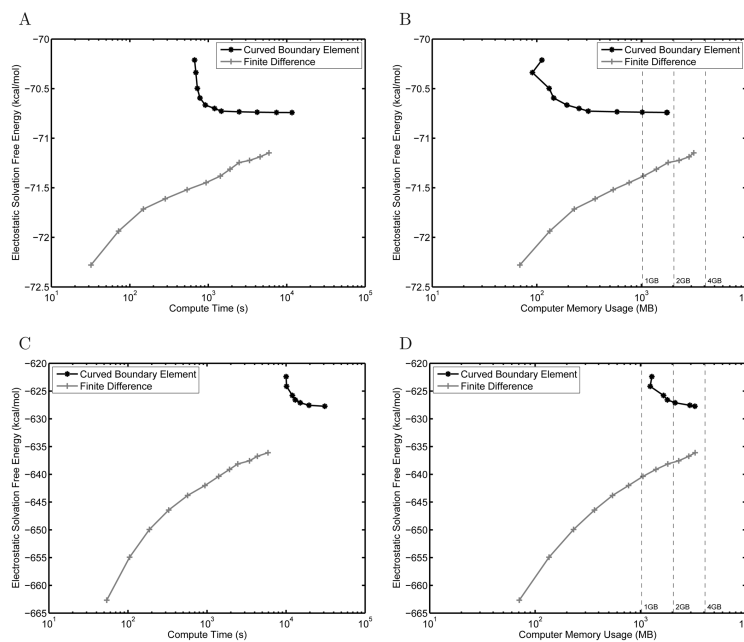 A
−70
−70.5
−71
−71.5
−72
−72.5
Electostatic Solvation Free Energy (kcal/mol)
Curved Boundary Element
Finite Difference
10^1
10^2
10^3
10^4
10^5
Compute Time (s)
B
−70
−70.5
−71
−71.5
−72
−72.5
Electostatic Solvation Free Energy (kcal/mol)
Curved Boundary Element
Finite Difference
1GB
2GB
4GB
10^1
10^2
10^3
Computer Memory Usage (MB)
C
−620
−625
−630
−635
−640
−645
−650
−655
−660
−665
Electrostatic Solvation Free Energy (kcal/mol)
Curved Boundary Element
Finite Difference
10^1
10^2
10^3
10^4
10^5
Compute Time (s)
D
−620
−625
−630
−635
−640
−645
−650
−655
−660
−665
Electrostatic Solvation Free Energy (kcal/mol)
Curved Boundary Element
Finite Difference
1GB
2GB
4GB
10^1
10^2
10^3
Computer Memory Usage (MB)